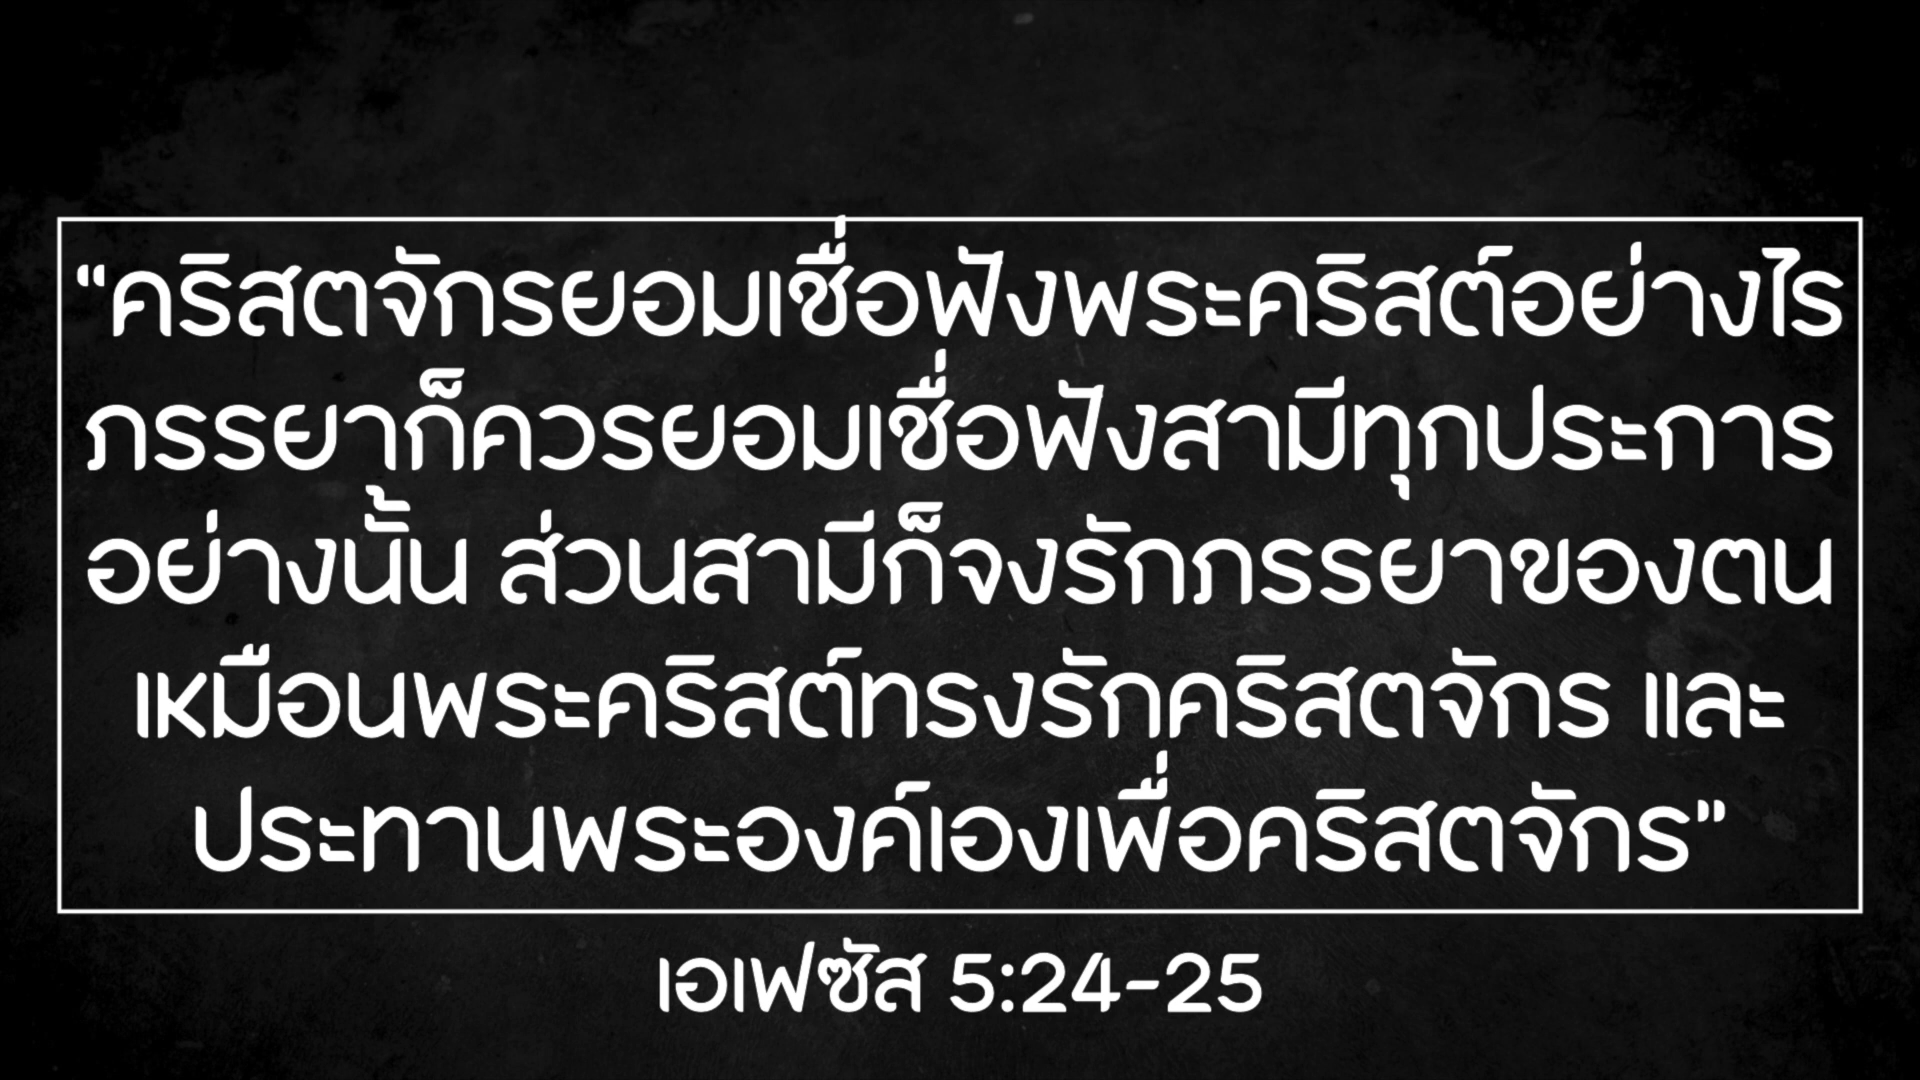 “คริสตจักรยอมเชื่อฟังพระคริสต์อย่างไร
ภรรยาก็ควรยอมเชื่อฟังสามีทุกประการ
อย่างนั้น ส่วนสามีก็จงรักภรรยาของตน
เหมือนพระคริสต์ทรงรักคริสตจักร และ
ประทานพระองค์เองเพื่อคริสตจักร”
เอเฟซัส 5:24-25